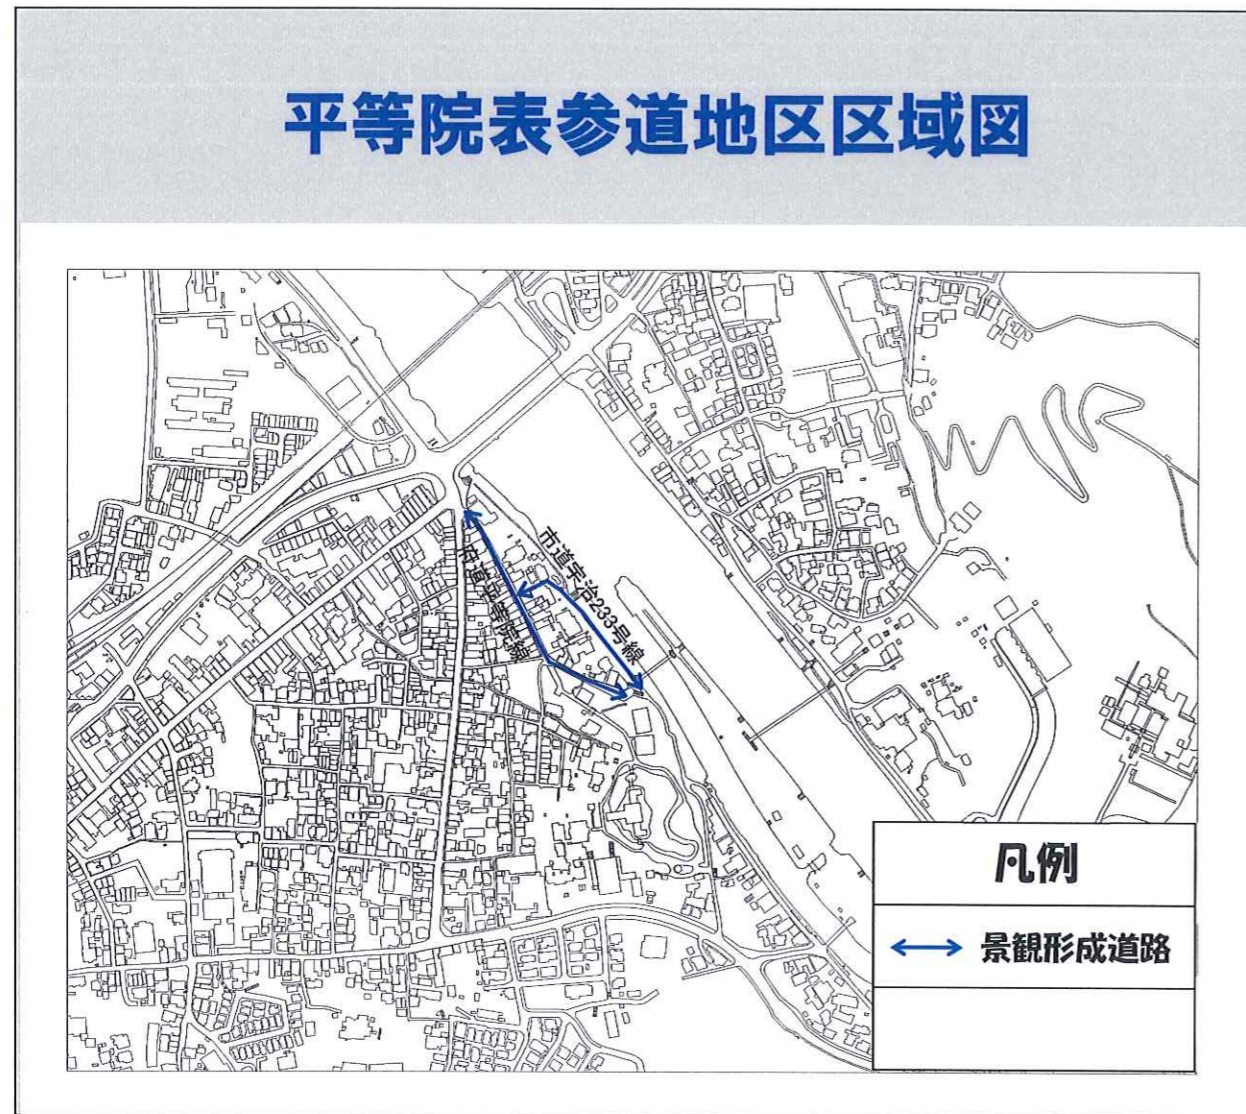 平等院表参道地区区域図
市道宇治233号線
府道平等院線
凡例
景観形成道路